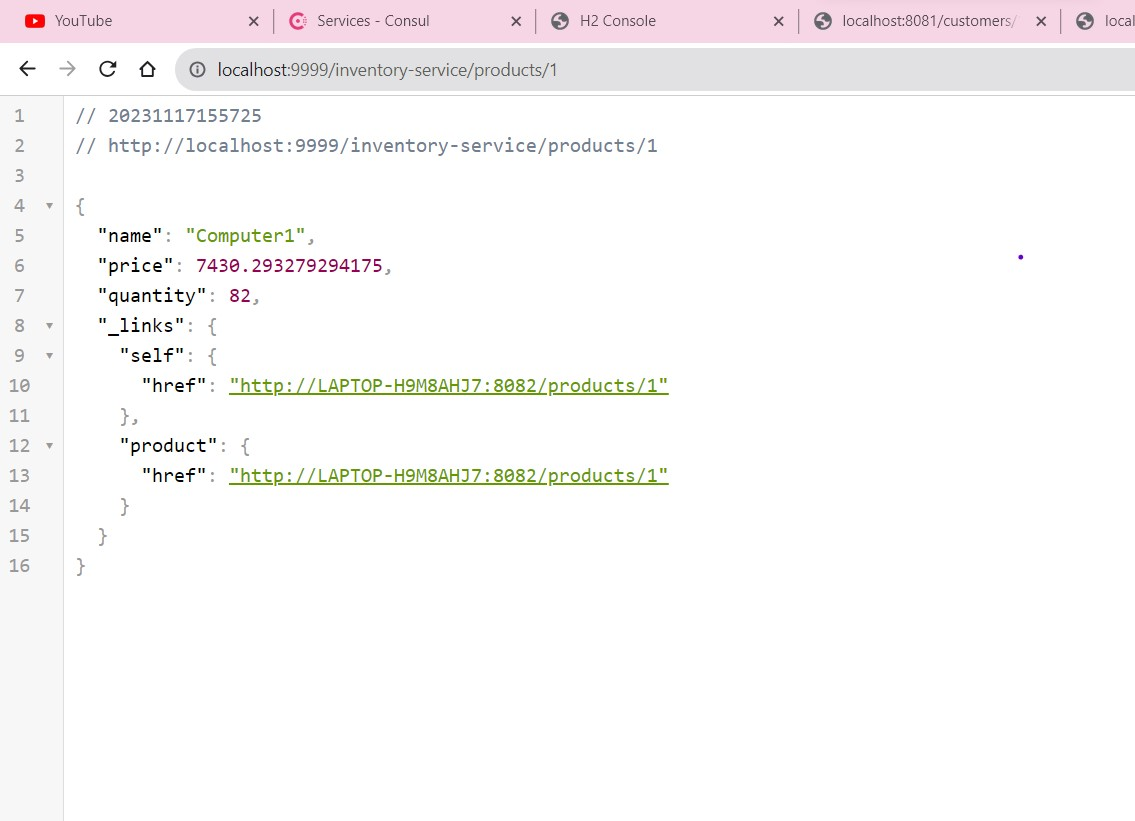 YouTube
Services - Consul
H2 Console
localhost:8081/customers/
local
localhost:9999/inventory-service/products/1
1 // 20231117155725
2 // http://localhost:9999/inventory-service/products/1
3
4 {
5 "name": "Computer1",
6 "price": 7430.293279294175,
7 "quantity": 82,
8 "_links": {
9 "self": {
10 "href": "http://LAPTOP-H9M8AHJ7:8082/products/1"
11 },
12 "product": {
13 "href": "http://LAPTOP-H9M8AHJ7:8082/products/1"
14 }
15 }
16 }